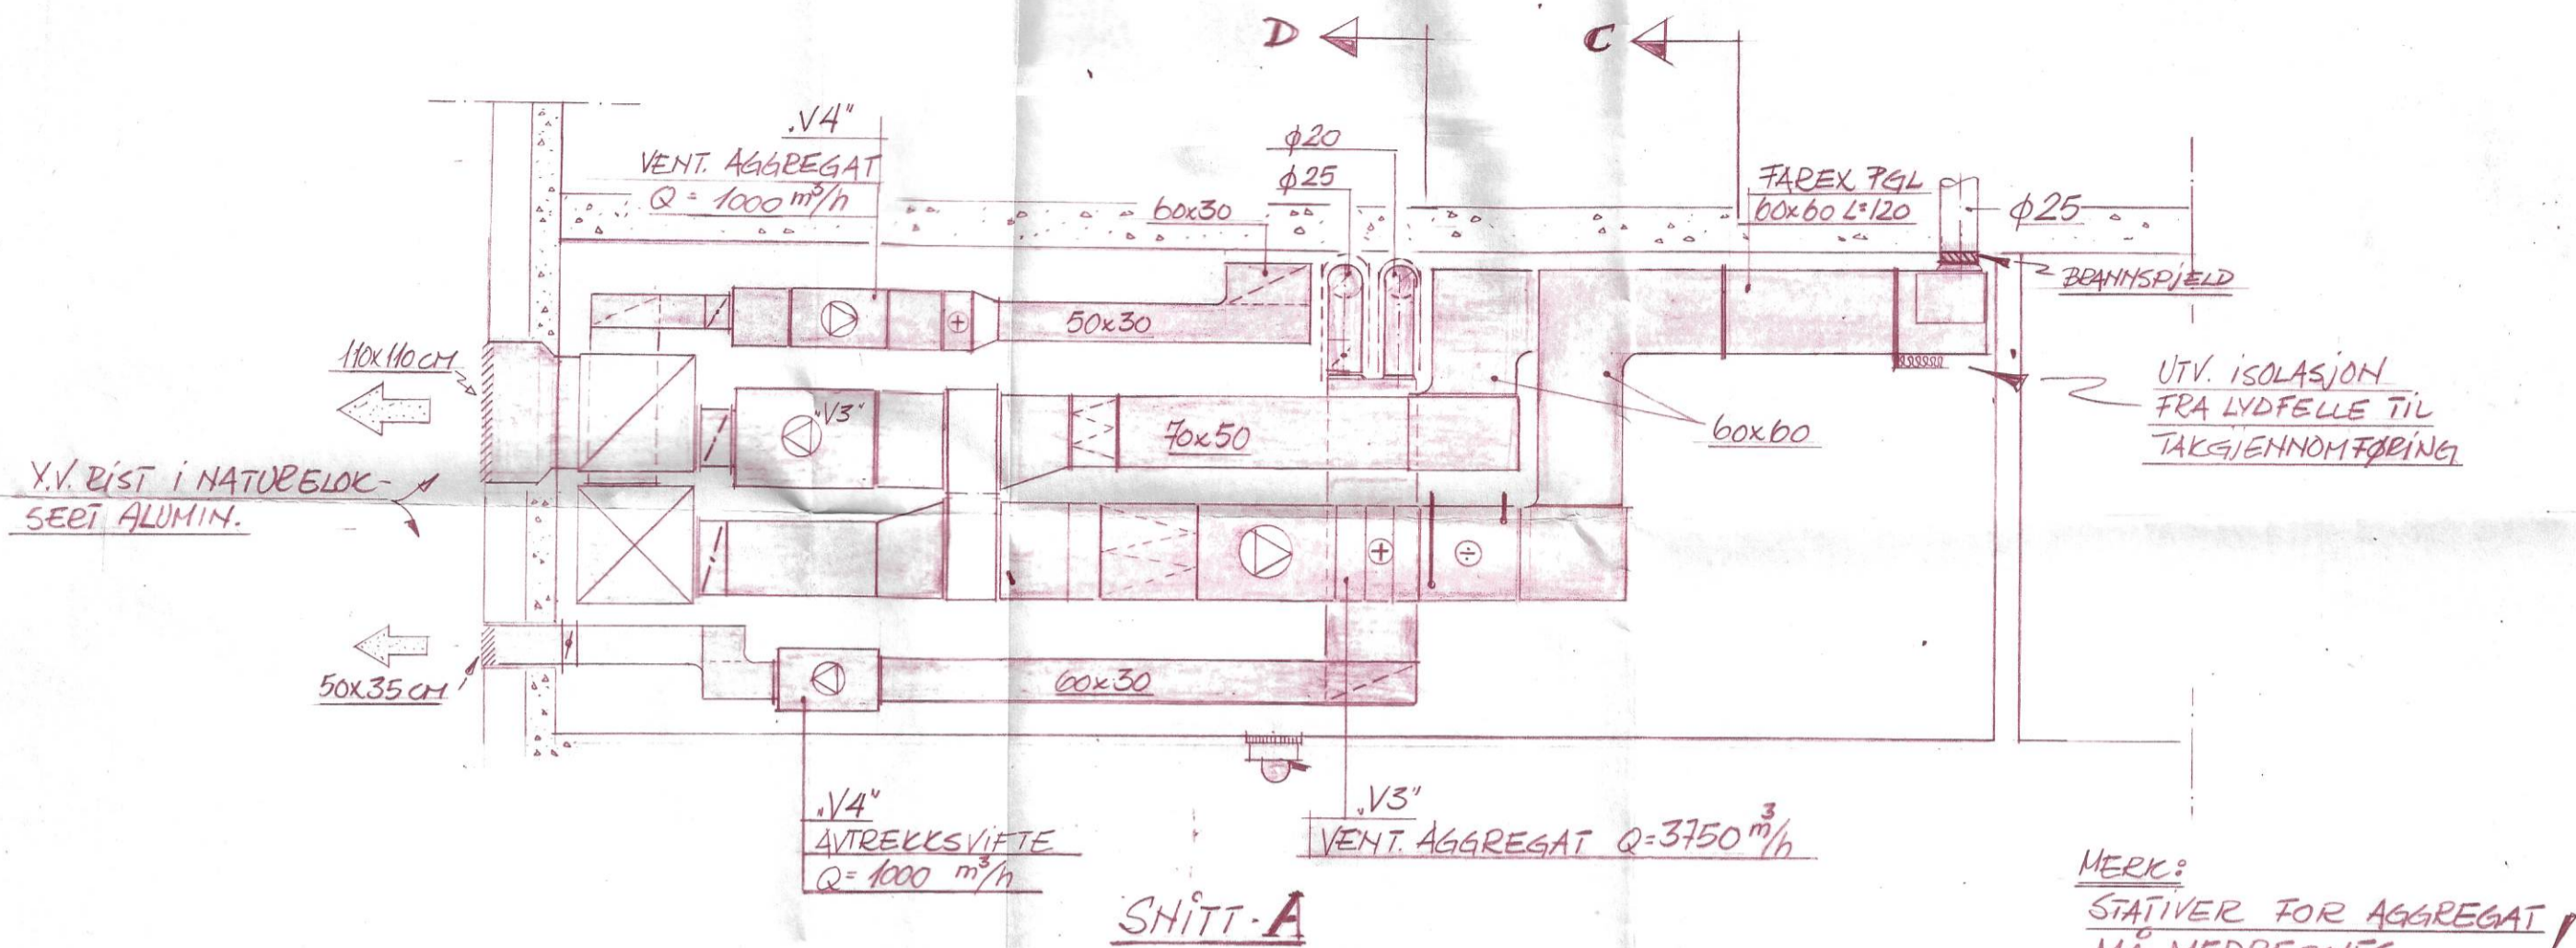 D
C
„V4"
VENT. AGGREGAT
Q = 1000 m³/h
ϕ20
ϕ25
60x30
FAREX PGL
60x60 L=120
ϕ25
BRANNSPJELD
110x110 CM
50x30
"V3"
70x50
60x60
UTV. ISOLASJON
FRA LYDFELLE TIL
TAKGJENNOMFØRING
Y.V. RIST I NATURELOK-
SERT ALUMIN.
+
+
÷
50x35 CM
60x30
„V4"
AVTREKKSVIFTE
Q = 1000 m³/h
„V3"
VENT. AGGREGAT Q=3750 m³/h
SNITT - A
MERK:
STATIVER FOR AGGREGAT
MÅ MEDREGNES